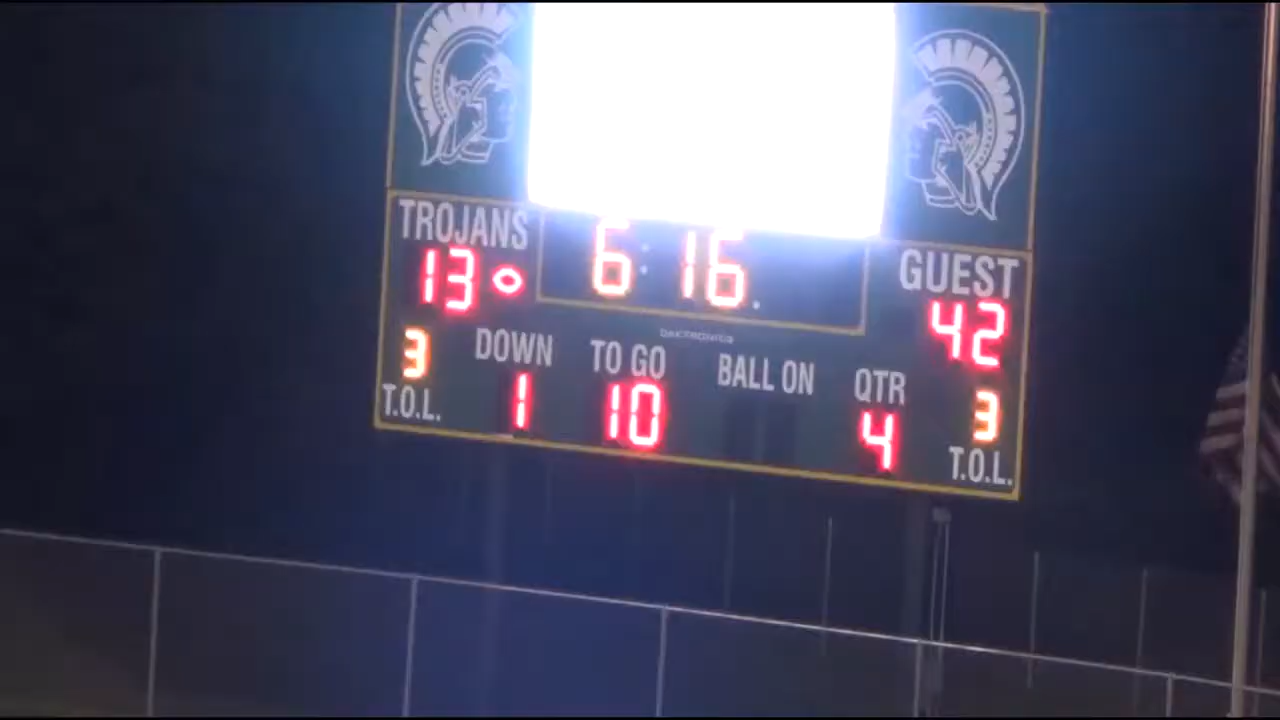 TROJANS 6:16. GUEST
13 42
DOWN TO GO BALL ON QTR
3 1 10 4 3
T.O.L. T.O.L.